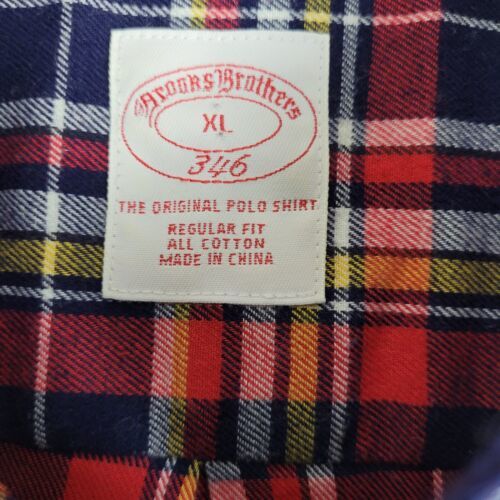 Brooks Brothers
XL
346
THE ORIGINAL POLO SHIRT
REGULAR FIT
ALL COTTON
MADE IN CHINA